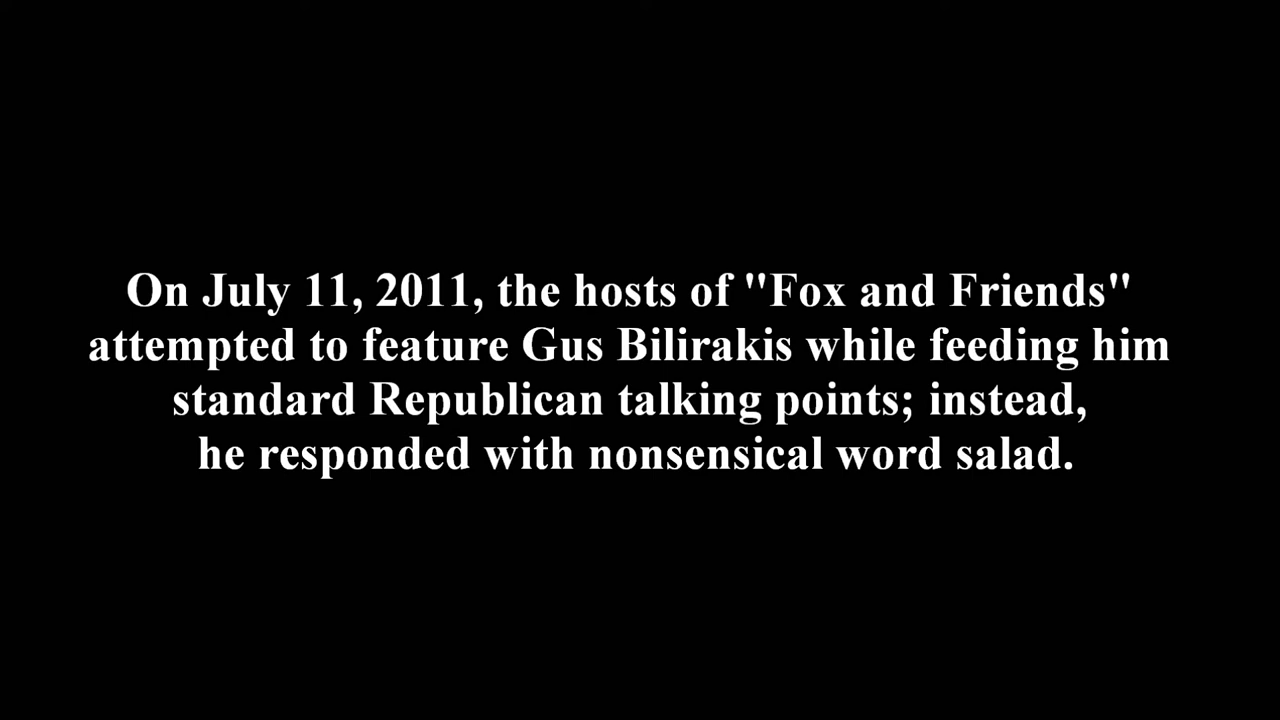 On July 11, 2011, the hosts of "Fox and Friends"
attempted to feature Gus Bilirakis while feeding him
standard Republican talking points; instead,
he responded with nonsensical word salad.